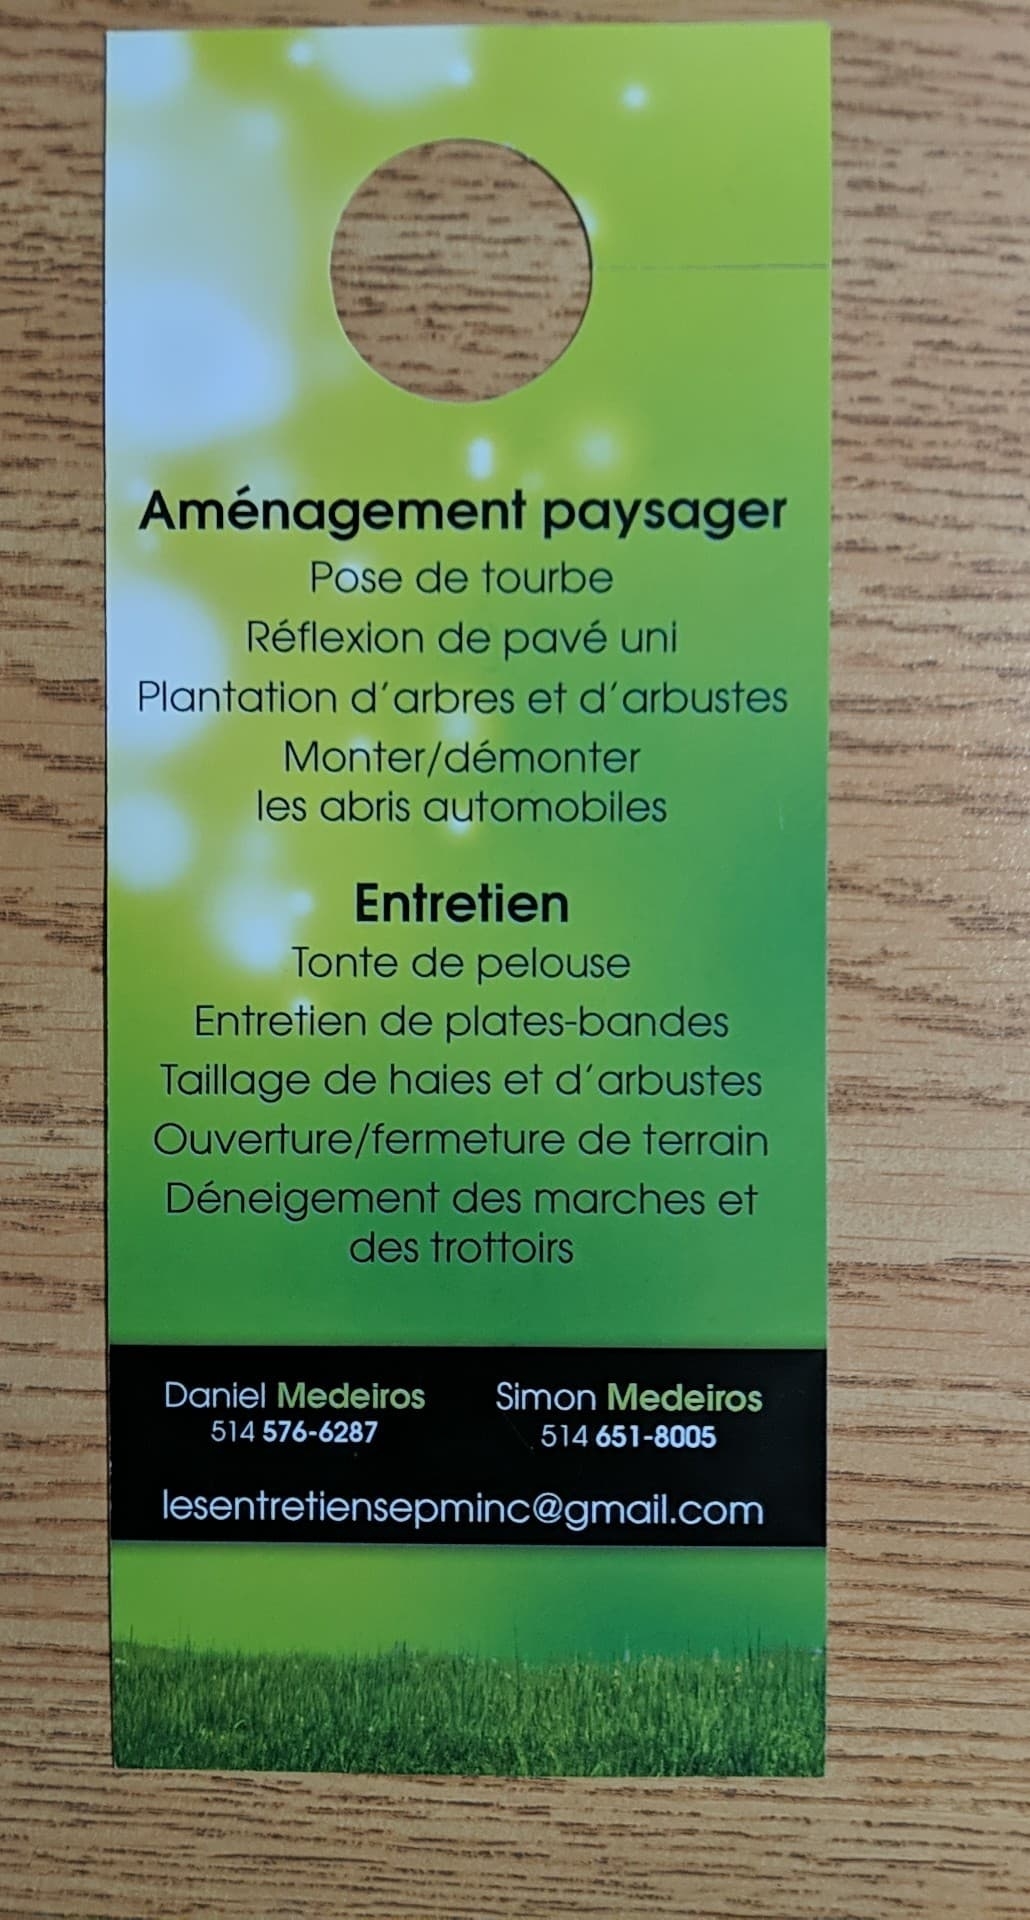 Aménagement paysager
Pose de tourbe
Réflexion de pavé uni
Plantation d'arbres et d'arbustes
Monter/démonter
les abris automobiles
Entretien
Tonte de pelouse
Entretien de plates-bandes
Taillage de haies et d'arbustes
Ouverture/fermeture de terrain
Déneigement des marches et
des trottoirs
Daniel Medeiros
514 576-6287
Simon Medeiros
514 651-8005
lesentretiensepminc@gmail.com